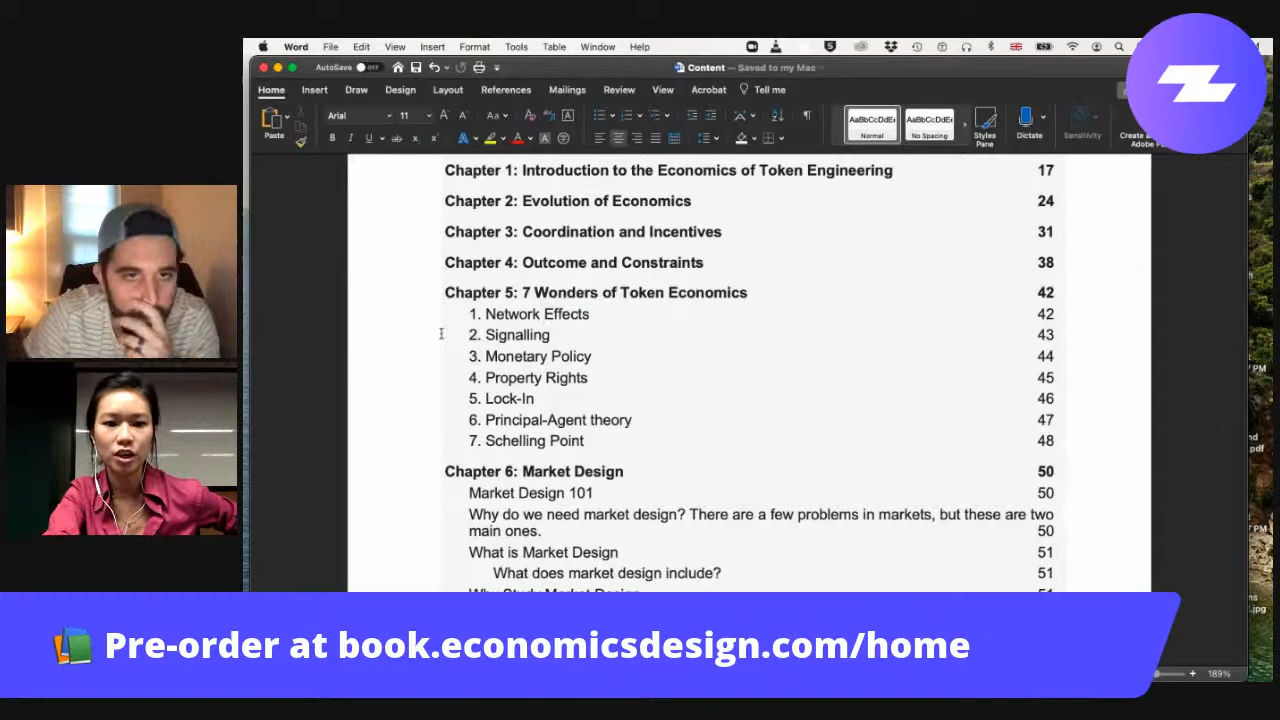 Word File Edit View Insert Format Tools Table Window Help
AutoSave OFF Content — Saved to my Mac
Home Insert Draw Design Layout References Mailings Review View Acrobat Tell me
Paste Arial 11 AaBbCcDdEe AaBbCcDdEe
Normal No Spacing Styles Pane Dictate Sensitivity
Chapter 1: Introduction to the Economics of Token Engineering 17
Chapter 2: Evolution of Economics 24
Chapter 3: Coordination and Incentives 31
Chapter 4: Outcome and Constraints 38
Chapter 5: 7 Wonders of Token Economics 42
1. Network Effects 42
2. Signalling 43
3. Monetary Policy 44
4. Property Rights 45
5. Lock-In 46
6. Principal-Agent theory 47
7. Schelling Point 48
Chapter 6: Market Design 50
Market Design 101 50
Why do we need market design? There are a few problems in markets, but these are two
main ones. 50
What is Market Design 51
What does market design include? 51
Why Study Market Design 51
Pre-order at book.economicsdesign.com/home
189%